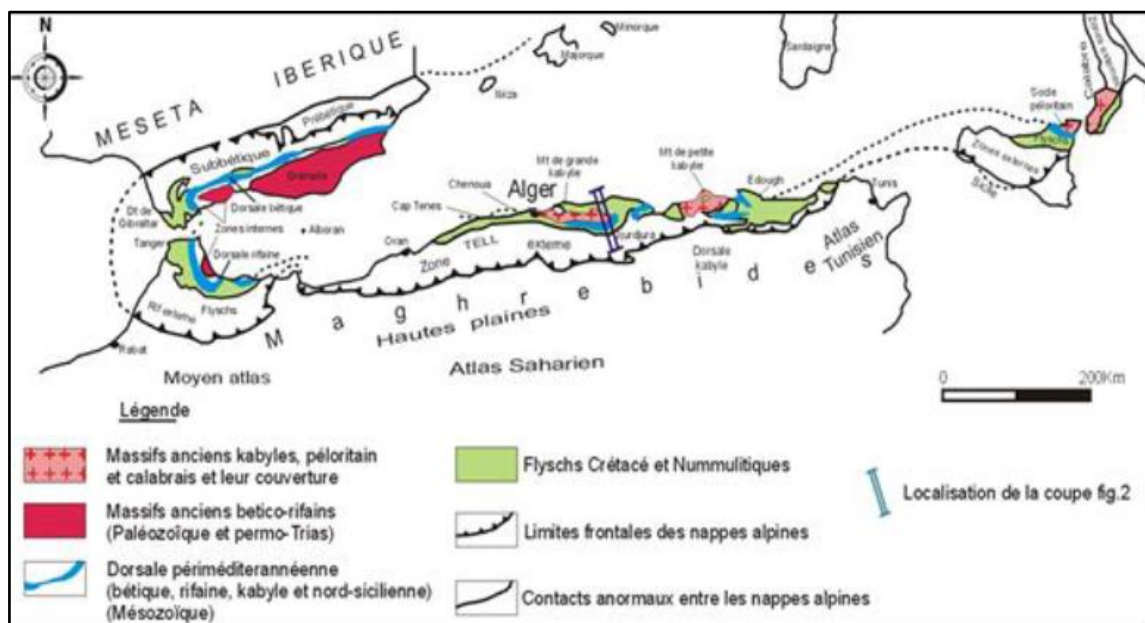 N
MESETA
IBERIQUE
Minorque
Majorque
Ibiza
Sardaigne
Calabre
Zones externes
Socle
péloritain
Flyschs
Zones externes
Sicile
Prébétique
Subbétique
Grenade
Dt de
Gibraltar
Dorsale bétique
Zones internes
Alboran
Tanger
Dorsale rifaine
Flyschs
Rif externe
Rabat
Mt de grande
kabylie
Mt de petite
kabylie
Chenoua
Alger
Cap Tenes
Edough
Tunis
Oran
TELL
externe
Zone
Djurdjura
Dorsale
kabyle
Atlas
Tunisien
Maghrebides
Hautes plaines
Moyen atlas
Atlas Saharien
0 200Km
Légende
Massifs anciens kabyles, péloritain
et calabrais et leur couverture
Massifs anciens betico-rifains
(Paléozoïque et permo-Trias)
Dorsale périméditerannéenne
(bétique, rifaine, kabyle et nord-sicilienne)
(Mésozoïque)
Flyschs Crétacé et Nummulitiques
Limites frontales des nappes alpines
Contacts anormaux entre les nappes alpines
Localisation de la coupe fig.2